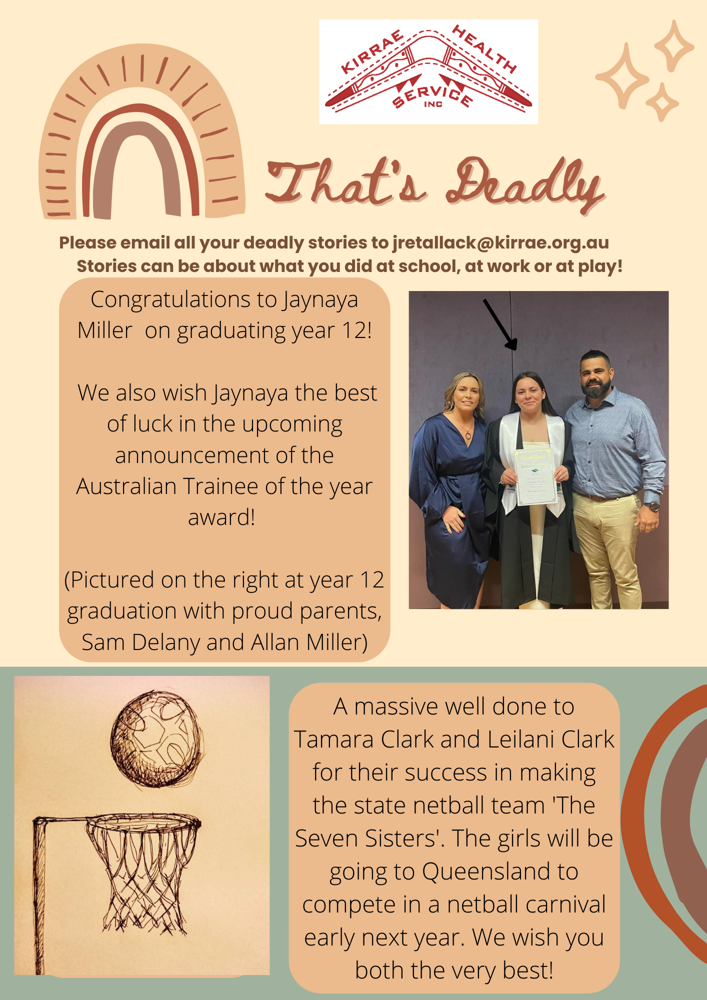 KIRRAE HEALTH
SERVICE
INC
That's Deadly
Please email all your deadly stories to jretallack@kirrae.org.au
Stories can be about what you did at school, at work or at play!
Congratulations to Jaynaya
Miller on graduating year 12!
We also wish Jaynaya the best
of luck in the upcoming
announcement of the
Australian Trainee of the year
award!
(Pictured on the right at year 12
graduation with proud parents,
Sam Delany and Allan Miller)
Certificate
Graduation
A massive well done to
Tamara Clark and Leilani Clark
for their success in making
the state netball team 'The
Seven Sisters'. The girls will be
going to Queensland to
compete in a netball carnival
early next year. We wish you
both the very best!